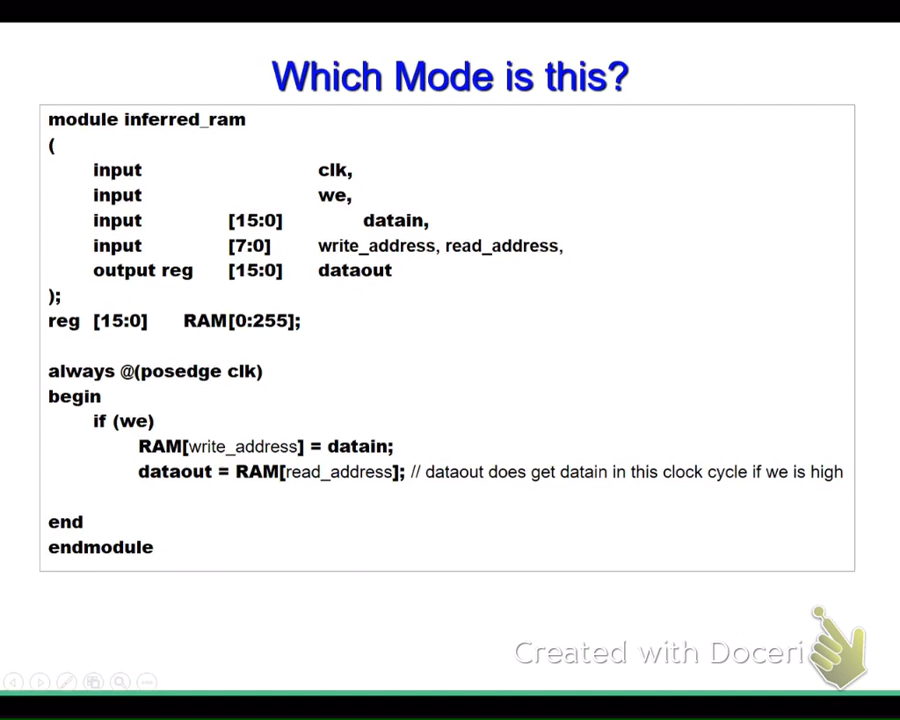 Which Mode is this?
module inferred_ram
(
input clk,
input we,
input [15:0] datain,
input [7:0] write_address, read_address,
output reg [15:0] dataout
);
reg [15:0] RAM[0:255];
always @(posedge clk)
begin
if (we)
RAM[write_address] = datain;
dataout = RAM[read_address]; // dataout does get datain in this clock cycle if we is high
end
endmodule
Created with Doceri